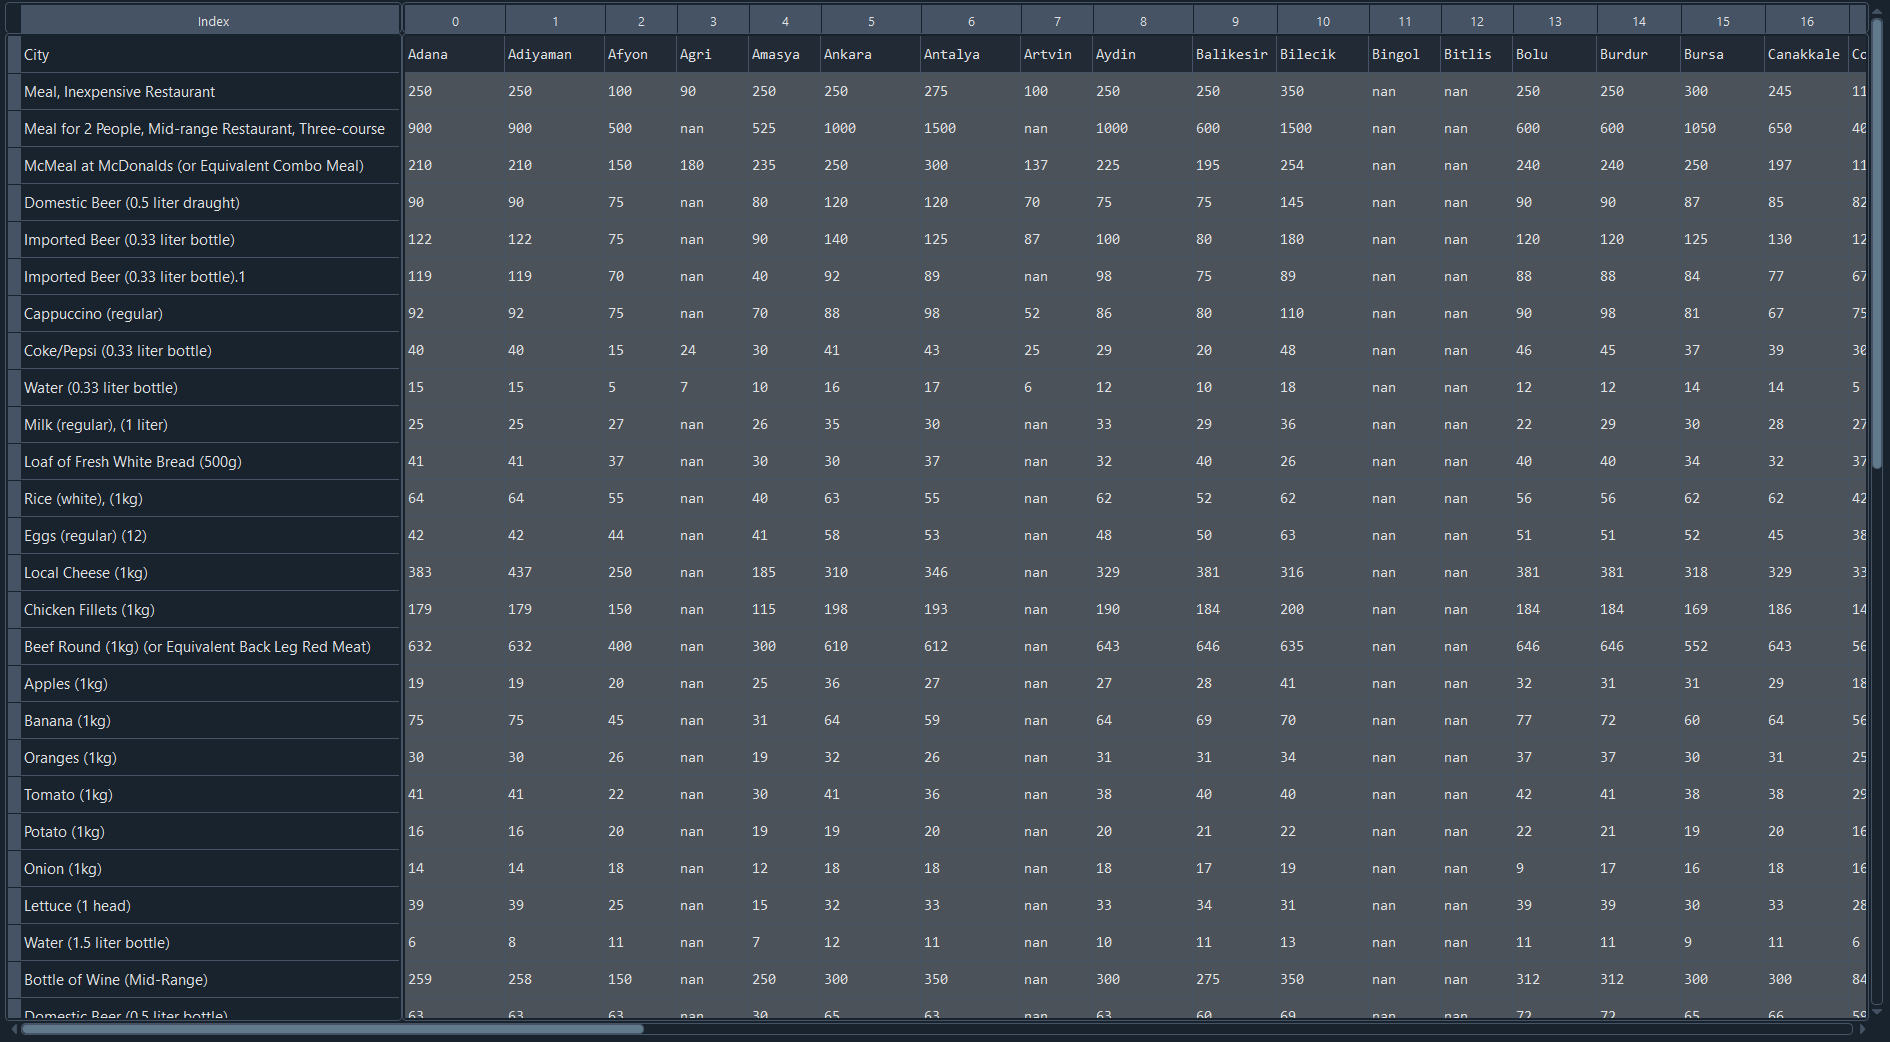 Index 0 1 2 3 4 5 6 7 8 9 10 11 12 13 14 15 16
City Adana Adiyaman Afyon Agri Amasya Ankara Antalya Artvin Aydin Balikesir Bilecik Bingol Bitlis Bolu Burdur Bursa Canakkale Co
Meal, Inexpensive Restaurant 250 250 100 90 250 250 275 100 250 250 350 nan nan 250 250 300 245 11
Meal for 2 People, Mid-range Restaurant, Three-course 900 900 500 nan 525 1000 1500 nan 1000 600 1500 nan nan 600 600 1050 650 40
McMeal at McDonalds (or Equivalent Combo Meal) 210 210 150 180 235 250 300 137 225 195 254 nan nan 240 240 250 197 11
Domestic Beer (0.5 liter draught) 90 90 75 nan 80 120 120 70 75 75 145 nan nan 90 90 87 85 82
Imported Beer (0.33 liter bottle) 122 122 75 nan 90 140 125 87 100 80 180 nan nan 120 120 125 130 12
Imported Beer (0.33 liter bottle).1 119 119 70 nan 40 92 89 nan 98 75 89 nan nan 88 88 84 77 67
Cappuccino (regular) 92 92 75 nan 70 88 98 52 86 80 110 nan nan 90 98 81 67 75
Coke/Pepsi (0.33 liter bottle) 40 40 15 24 30 41 43 25 29 20 48 nan nan 46 45 37 39 30
Water (0.33 liter bottle) 15 15 5 7 10 16 17 6 12 10 18 nan nan 12 12 14 14 5
Milk (regular), (1 liter) 25 25 27 nan 26 35 30 nan 33 29 36 nan nan 22 29 30 28 27
Loaf of Fresh White Bread (500g) 41 41 37 nan 30 30 37 nan 32 40 26 nan nan 40 40 34 32 37
Rice (white), (1kg) 64 64 55 nan 40 63 55 nan 62 52 62 nan nan 56 56 62 62 42
Eggs (regular) (12) 42 42 44 nan 41 58 53 nan 48 50 63 nan nan 51 51 52 45 38
Local Cheese (1kg) 383 437 250 nan 185 310 346 nan 329 381 316 nan nan 381 381 318 329 33
Chicken Fillets (1kg) 179 179 150 nan 115 198 193 nan 190 184 200 nan nan 184 184 169 186 14
Beef Round (1kg) (or Equivalent Back Leg Red Meat) 632 632 400 nan 300 610 612 nan 643 646 635 nan nan 646 646 552 643 56
Apples (1kg) 19 19 20 nan 25 36 27 nan 27 28 41 nan nan 32 31 31 29 18
Banana (1kg) 75 75 45 nan 31 64 59 nan 64 69 70 nan nan 77 72 60 64 56
Oranges (1kg) 30 30 26 nan 19 32 26 nan 31 31 34 nan nan 37 37 30 31 25
Tomato (1kg) 41 41 22 nan 30 41 36 nan 38 40 40 nan nan 42 41 38 38 29
Potato (1kg) 16 16 20 nan 19 19 20 nan 20 21 22 nan nan 22 21 19 20 16
Onion (1kg) 14 14 18 nan 12 18 18 nan 18 17 19 nan nan 9 17 16 18 16
Lettuce (1 head) 39 39 25 nan 15 32 33 nan 33 34 31 nan nan 39 39 30 33 28
Water (1.5 liter bottle) 6 8 11 nan 7 12 11 nan 10 11 13 nan nan 11 11 9 11 6
Bottle of Wine (Mid-Range) 259 258 150 nan 250 300 350 nan 300 275 350 nan nan 312 312 300 300 84
Domestic Beer (0.5 liter bottle) 63 63 63 nan 30 65 63 nan 63 60 69 nan nan 72 72 65 66 59